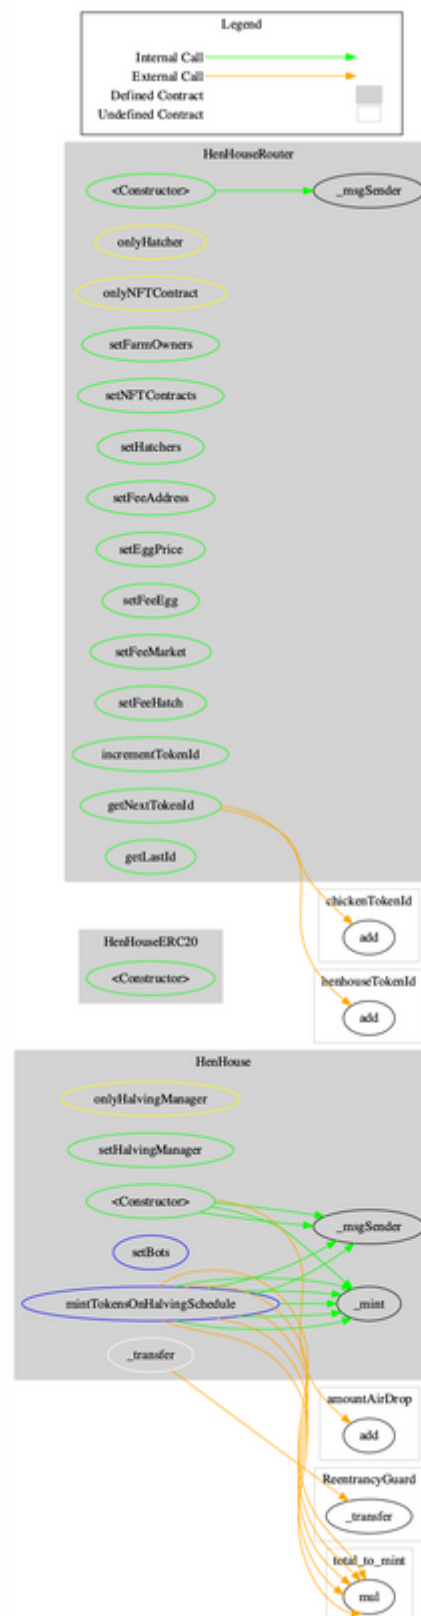 Legend
Internal Call
External Call
Defined Contract
Undefined Contract
HenHouseRouter
<Constructor>
_msgSender
onlyHatcher
onlyNFTContract
setFarmOwners
setNFTContracts
setHatchers
setFeeAddress
setEggPrice
setFeeEgg
setFeeMarket
setFeeHatch
incrementTokenId
getNextTokenId
getLastId
chickenTokenId
add
HenHouseERC20
<Constructor>
henhouseTokenId
add
HenHouse
onlyHalvingManager
setHalvingManager
<Constructor>
_msgSender
setBots
mintTokensOnHalvingSchedule
_mint
_transfer
amountAirDrop
add
ReentrancyGuard
_transfer
total_to_mint
mul